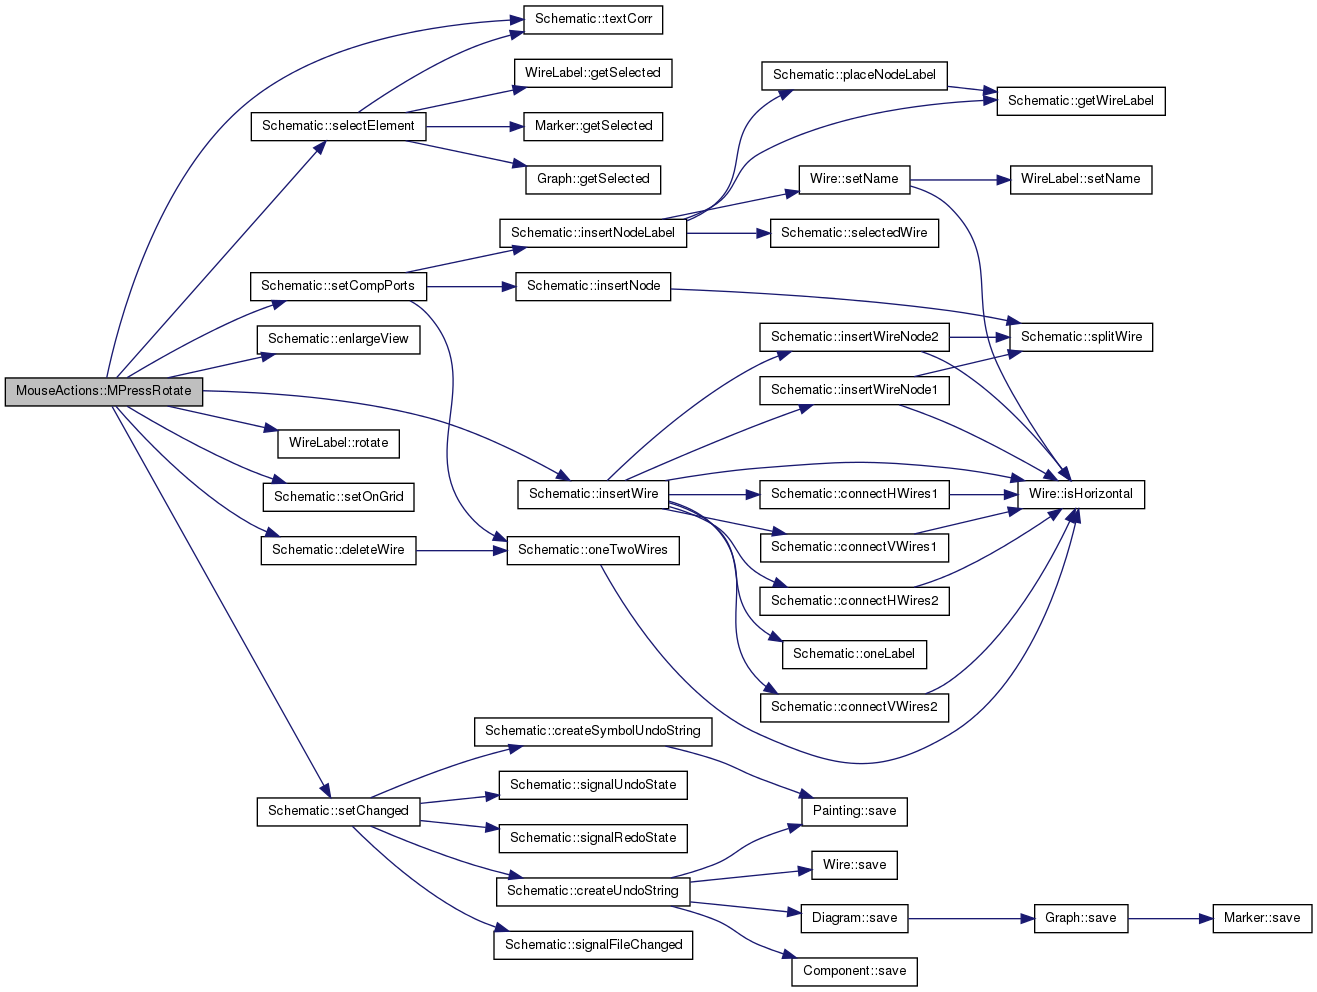 MouseActions::MPressRotate
Schematic::textCorr
Schematic::selectElement
WireLabel::getSelected
Marker::getSelected
Graph::getSelected
Schematic::setCompPorts
Schematic::insertNodeLabel
Schematic::placeNodeLabel
Schematic::getWireLabel
Wire::setName
WireLabel::setName
Schematic::selectedWire
Schematic::insertNode
Schematic::splitWire
Schematic::enlargeView
WireLabel::rotate
Schematic::setOnGrid
Schematic::deleteWire
Schematic::oneTwoWires
Schematic::insertWire
Schematic::insertWireNode2
Schematic::insertWireNode1
Wire::isHorizontal
Schematic::connectHWires1
Schematic::connectVWires1
Schematic::connectHWires2
Schematic::oneLabel
Schematic::connectVWires2
Schematic::setChanged
Schematic::createSymbolUndoString
Schematic::signalUndoState
Schematic::signalRedoState
Schematic::createUndoString
Schematic::signalFileChanged
Painting::save
Wire::save
Diagram::save
Graph::save
Marker::save
Component::save